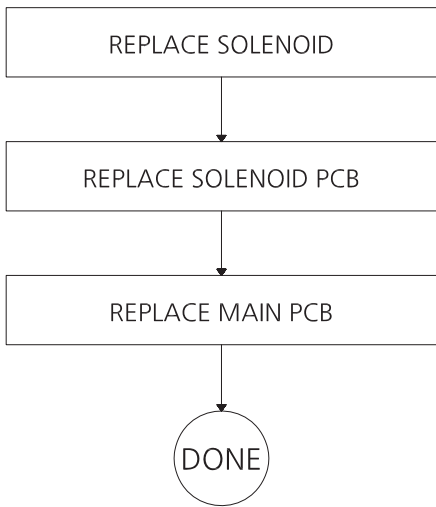 REPLACE SOLENOID
REPLACE SOLENOID PCB
REPLACE MAIN PCB
DONE